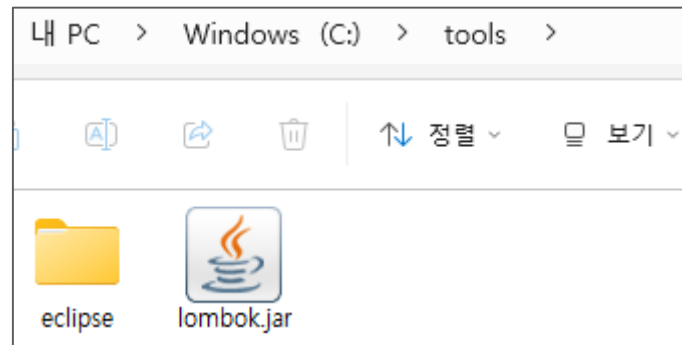 내 PC > Windows (C:) > tools >
정렬 보기
eclipse lombok.jar